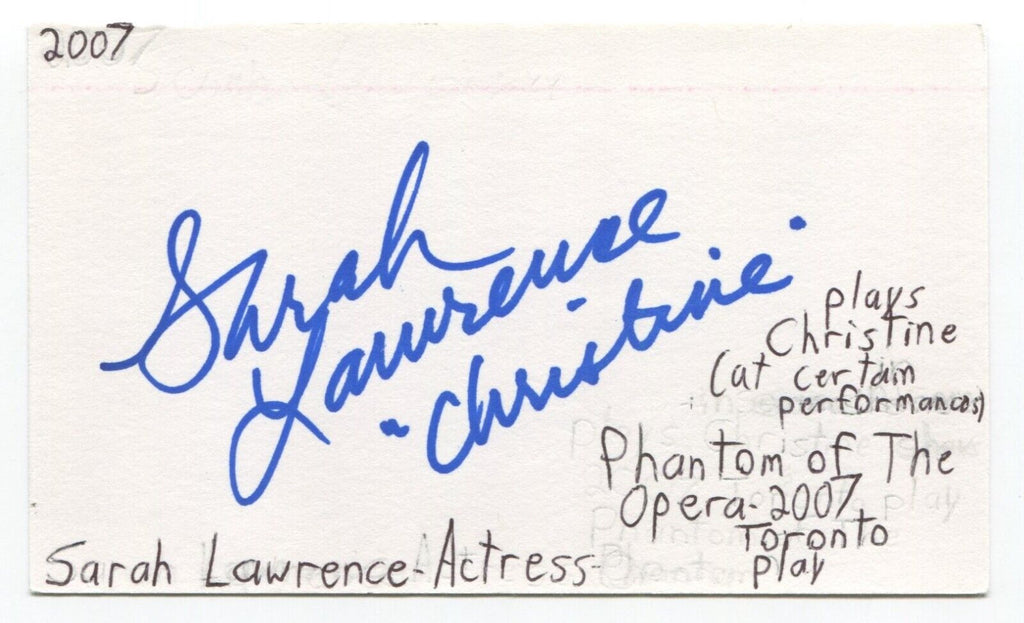 2007
Sarah
Lawrence
"Christine"
plays
Christine
(at certain
performances)
Phantom of The
Opera-2007
Toronto
play
Sarah Lawrence-Actress-